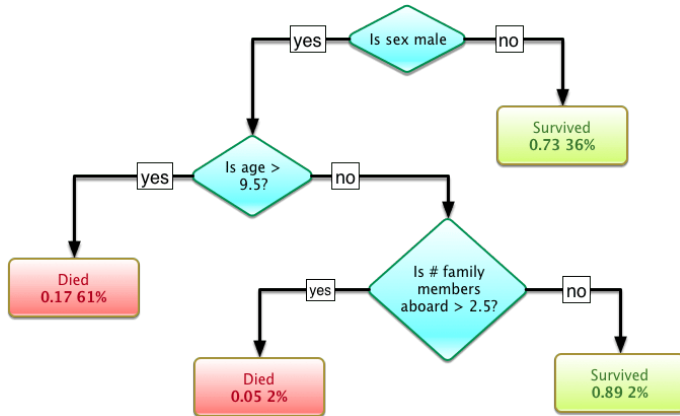 yes
Is sex male
no
Survived
0.73 36%
yes
Is age >
9.5?
no
Died
0.17 61%
yes
Is # family
members
aboard > 2.5?
no
Died
0.05 2%
Survived
0.89 2%